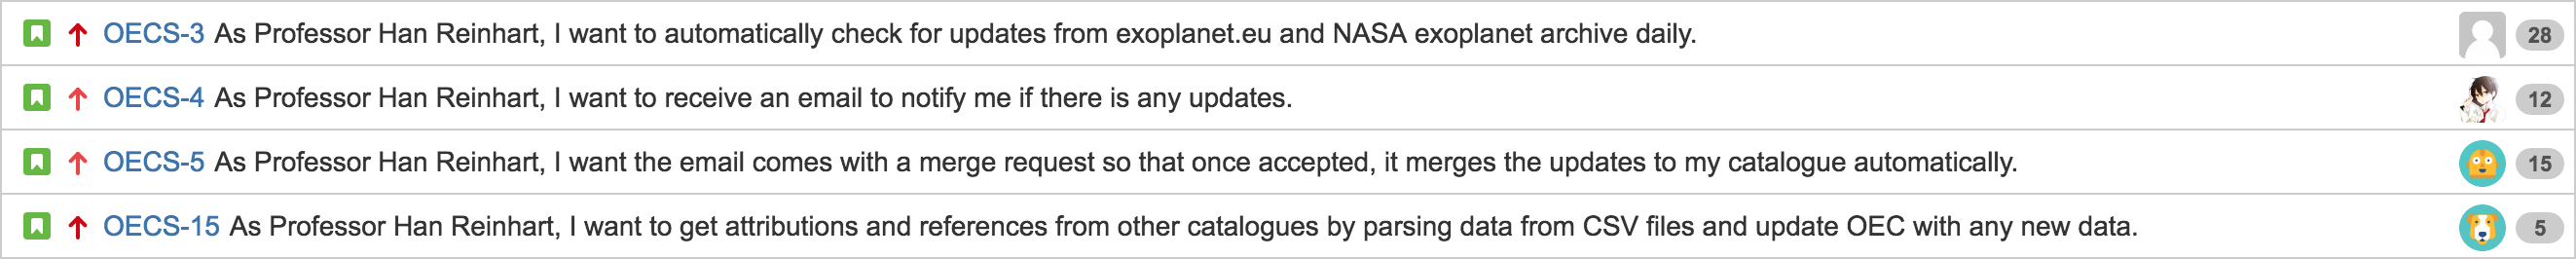 OECS-3 As Professor Han Reinhart, I want to automatically check for updates from exoplanet.eu and NASA exoplanet archive daily. 28
OECS-4 As Professor Han Reinhart, I want to receive an email to notify me if there is any updates. 12
OECS-5 As Professor Han Reinhart, I want the email comes with a merge request so that once accepted, it merges the updates to my catalogue automatically. 15
OECS-15 As Professor Han Reinhart, I want to get attributions and references from other catalogues by parsing data from CSV files and update OEC with any new data. 5